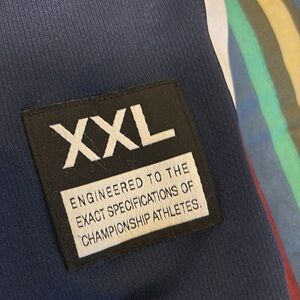 XXL
ENGINEERED TO THE
EXACT SPECIFICATIONS OF
CHAMPIONSHIP ATHLETES.